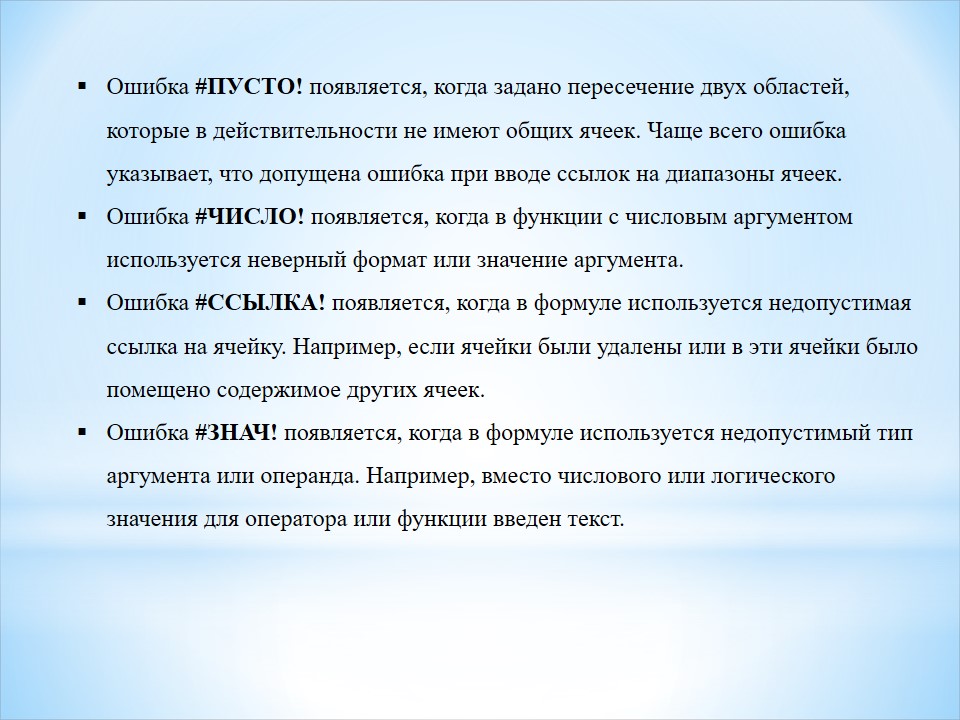 ▪ Ошибка #ПУСТО! появляется, когда задано пересечение двух областей,
которые в действительности не имеют общих ячеек. Чаще всего ошибка
указывает, что допущена ошибка при вводе ссылок на диапазоны ячеек.
▪ Ошибка #ЧИСЛО! появляется, когда в функции с числовым аргументом
используется неверный формат или значение аргумента.
▪ Ошибка #ССЫЛКА! появляется, когда в формуле используется недопустимая
ссылка на ячейку. Например, если ячейки были удалены или в эти ячейки было
помещено содержимое других ячеек.
▪ Ошибка #ЗНАЧ! появляется, когда в формуле используется недопустимый тип
аргумента или операнда. Например, вместо числового или логического
значения для оператора или функции введен текст.